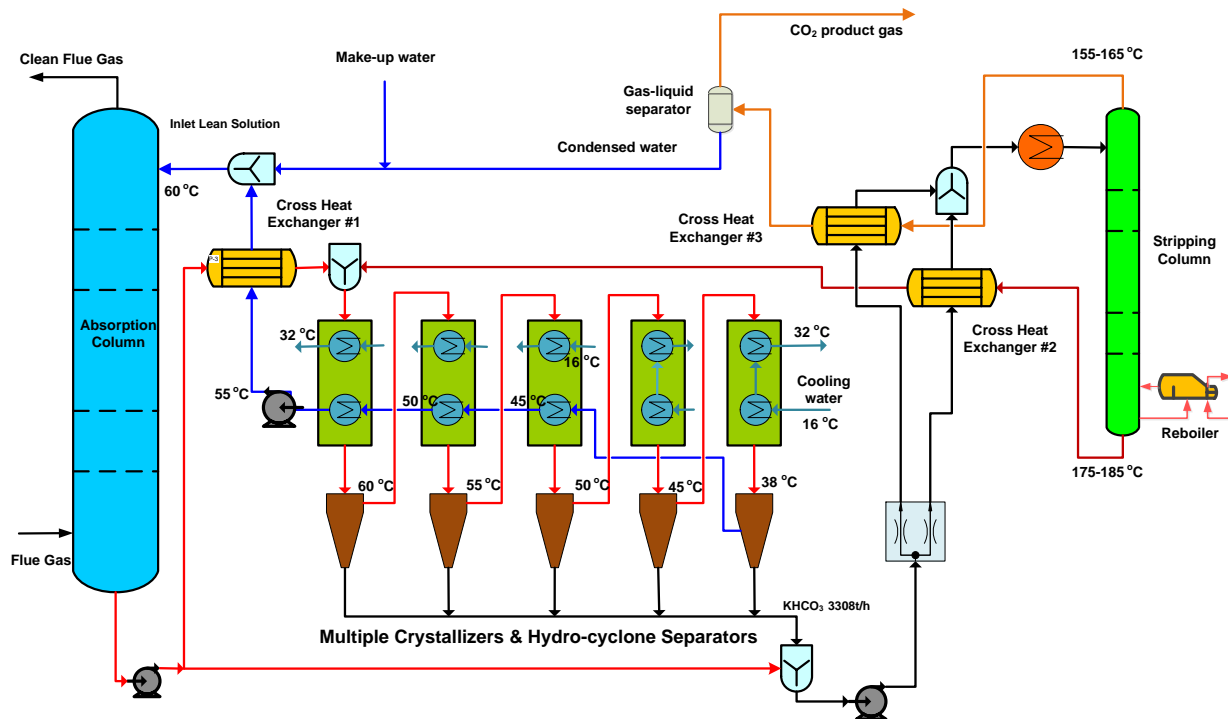 CO₂ product gas
155-165 °C
Clean Flue Gas
Make-up water
Gas-liquid
separator
Inlet Lean Solution
Condensed water
60 °C
Cross Heat
Exchanger #1
Cross Heat
Exchanger #3
Stripping
Column
P-3
Absorption
Column
Cross Heat
Exchanger #2
32 °C
16 °C
32 °C
Cooling
water
55 °C
50 °C
45 °C
16 °C
Reboiler
175-185 °C
60 °C
55 °C
50 °C
45 °C
38 °C
Flue Gas
KHCO₃ 3308t/h
Multiple Crystallizers & Hydro-cyclone Separators